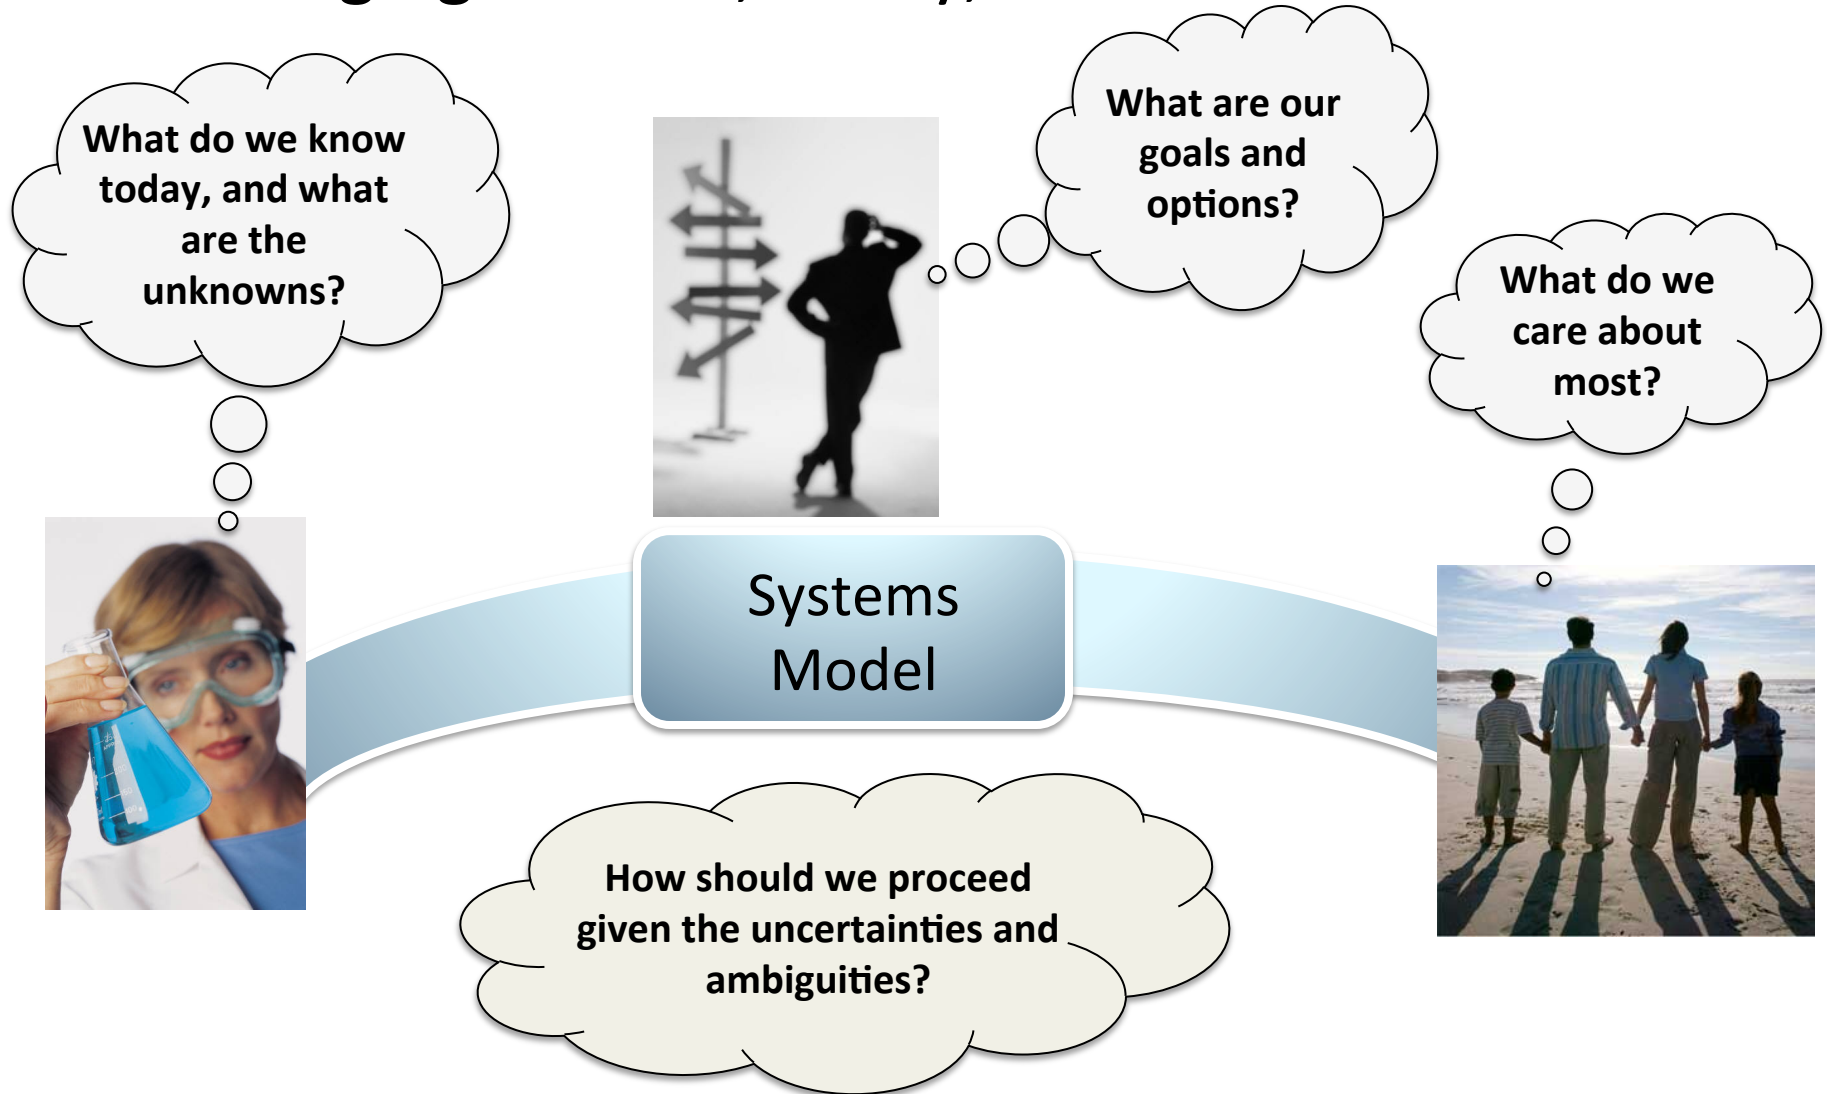 What do we know
today, and what
are the
unknowns?
What are our
goals and
options?
What do we
care about
most?
Systems
Model
How should we proceed
given the uncertainties and
ambiguities?